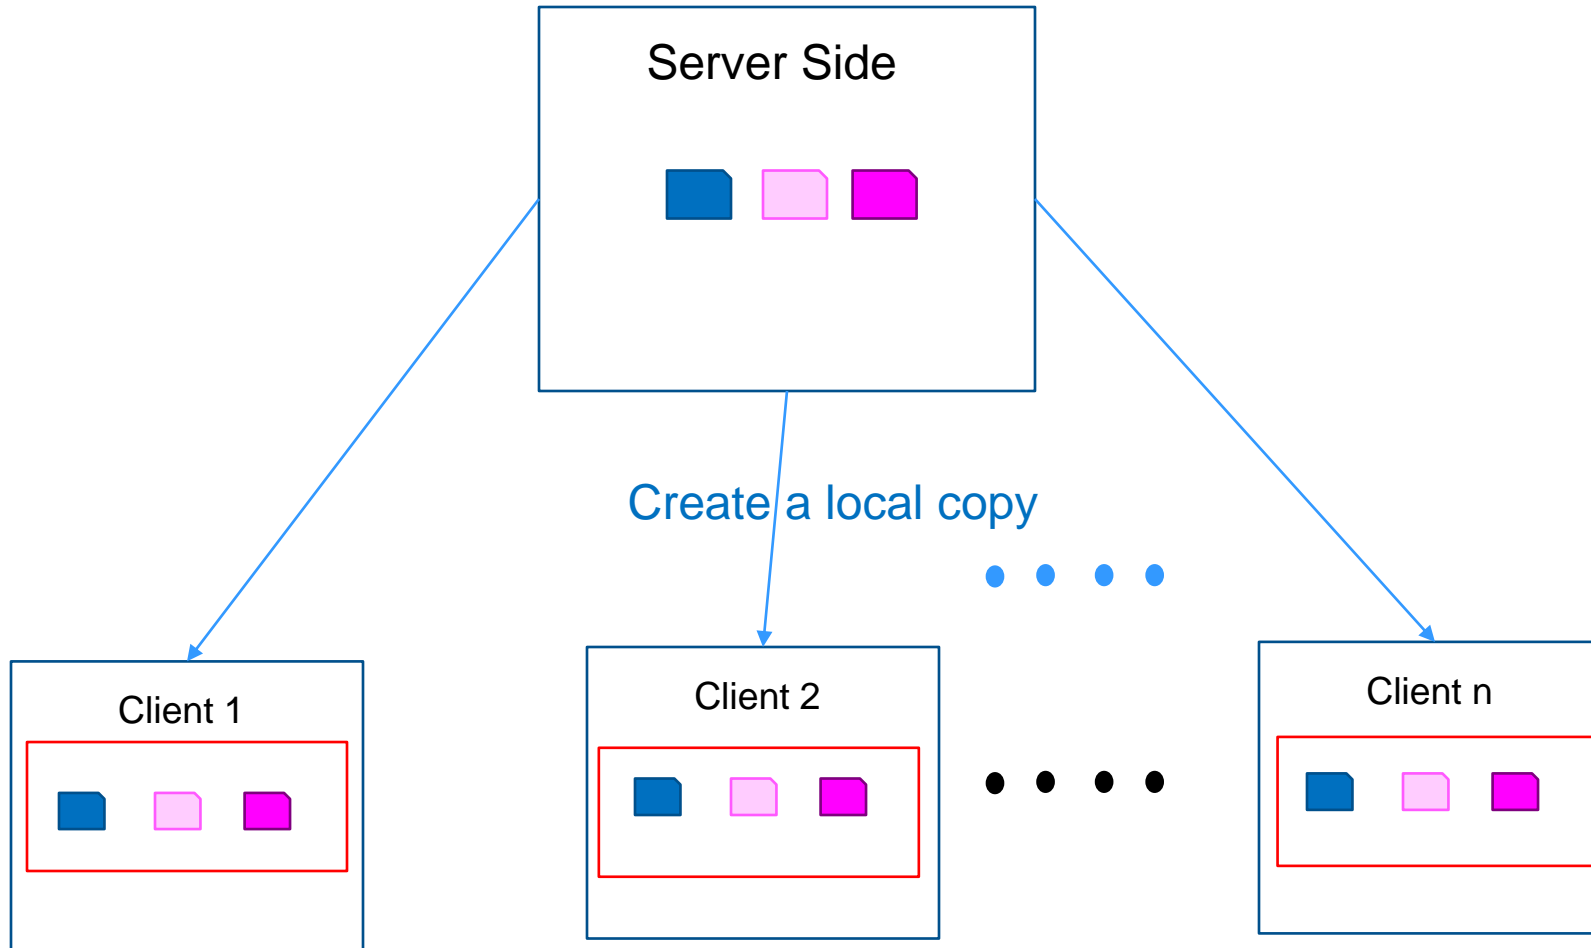 Server Side
Create a local copy
Client 1
Client 2
Client n